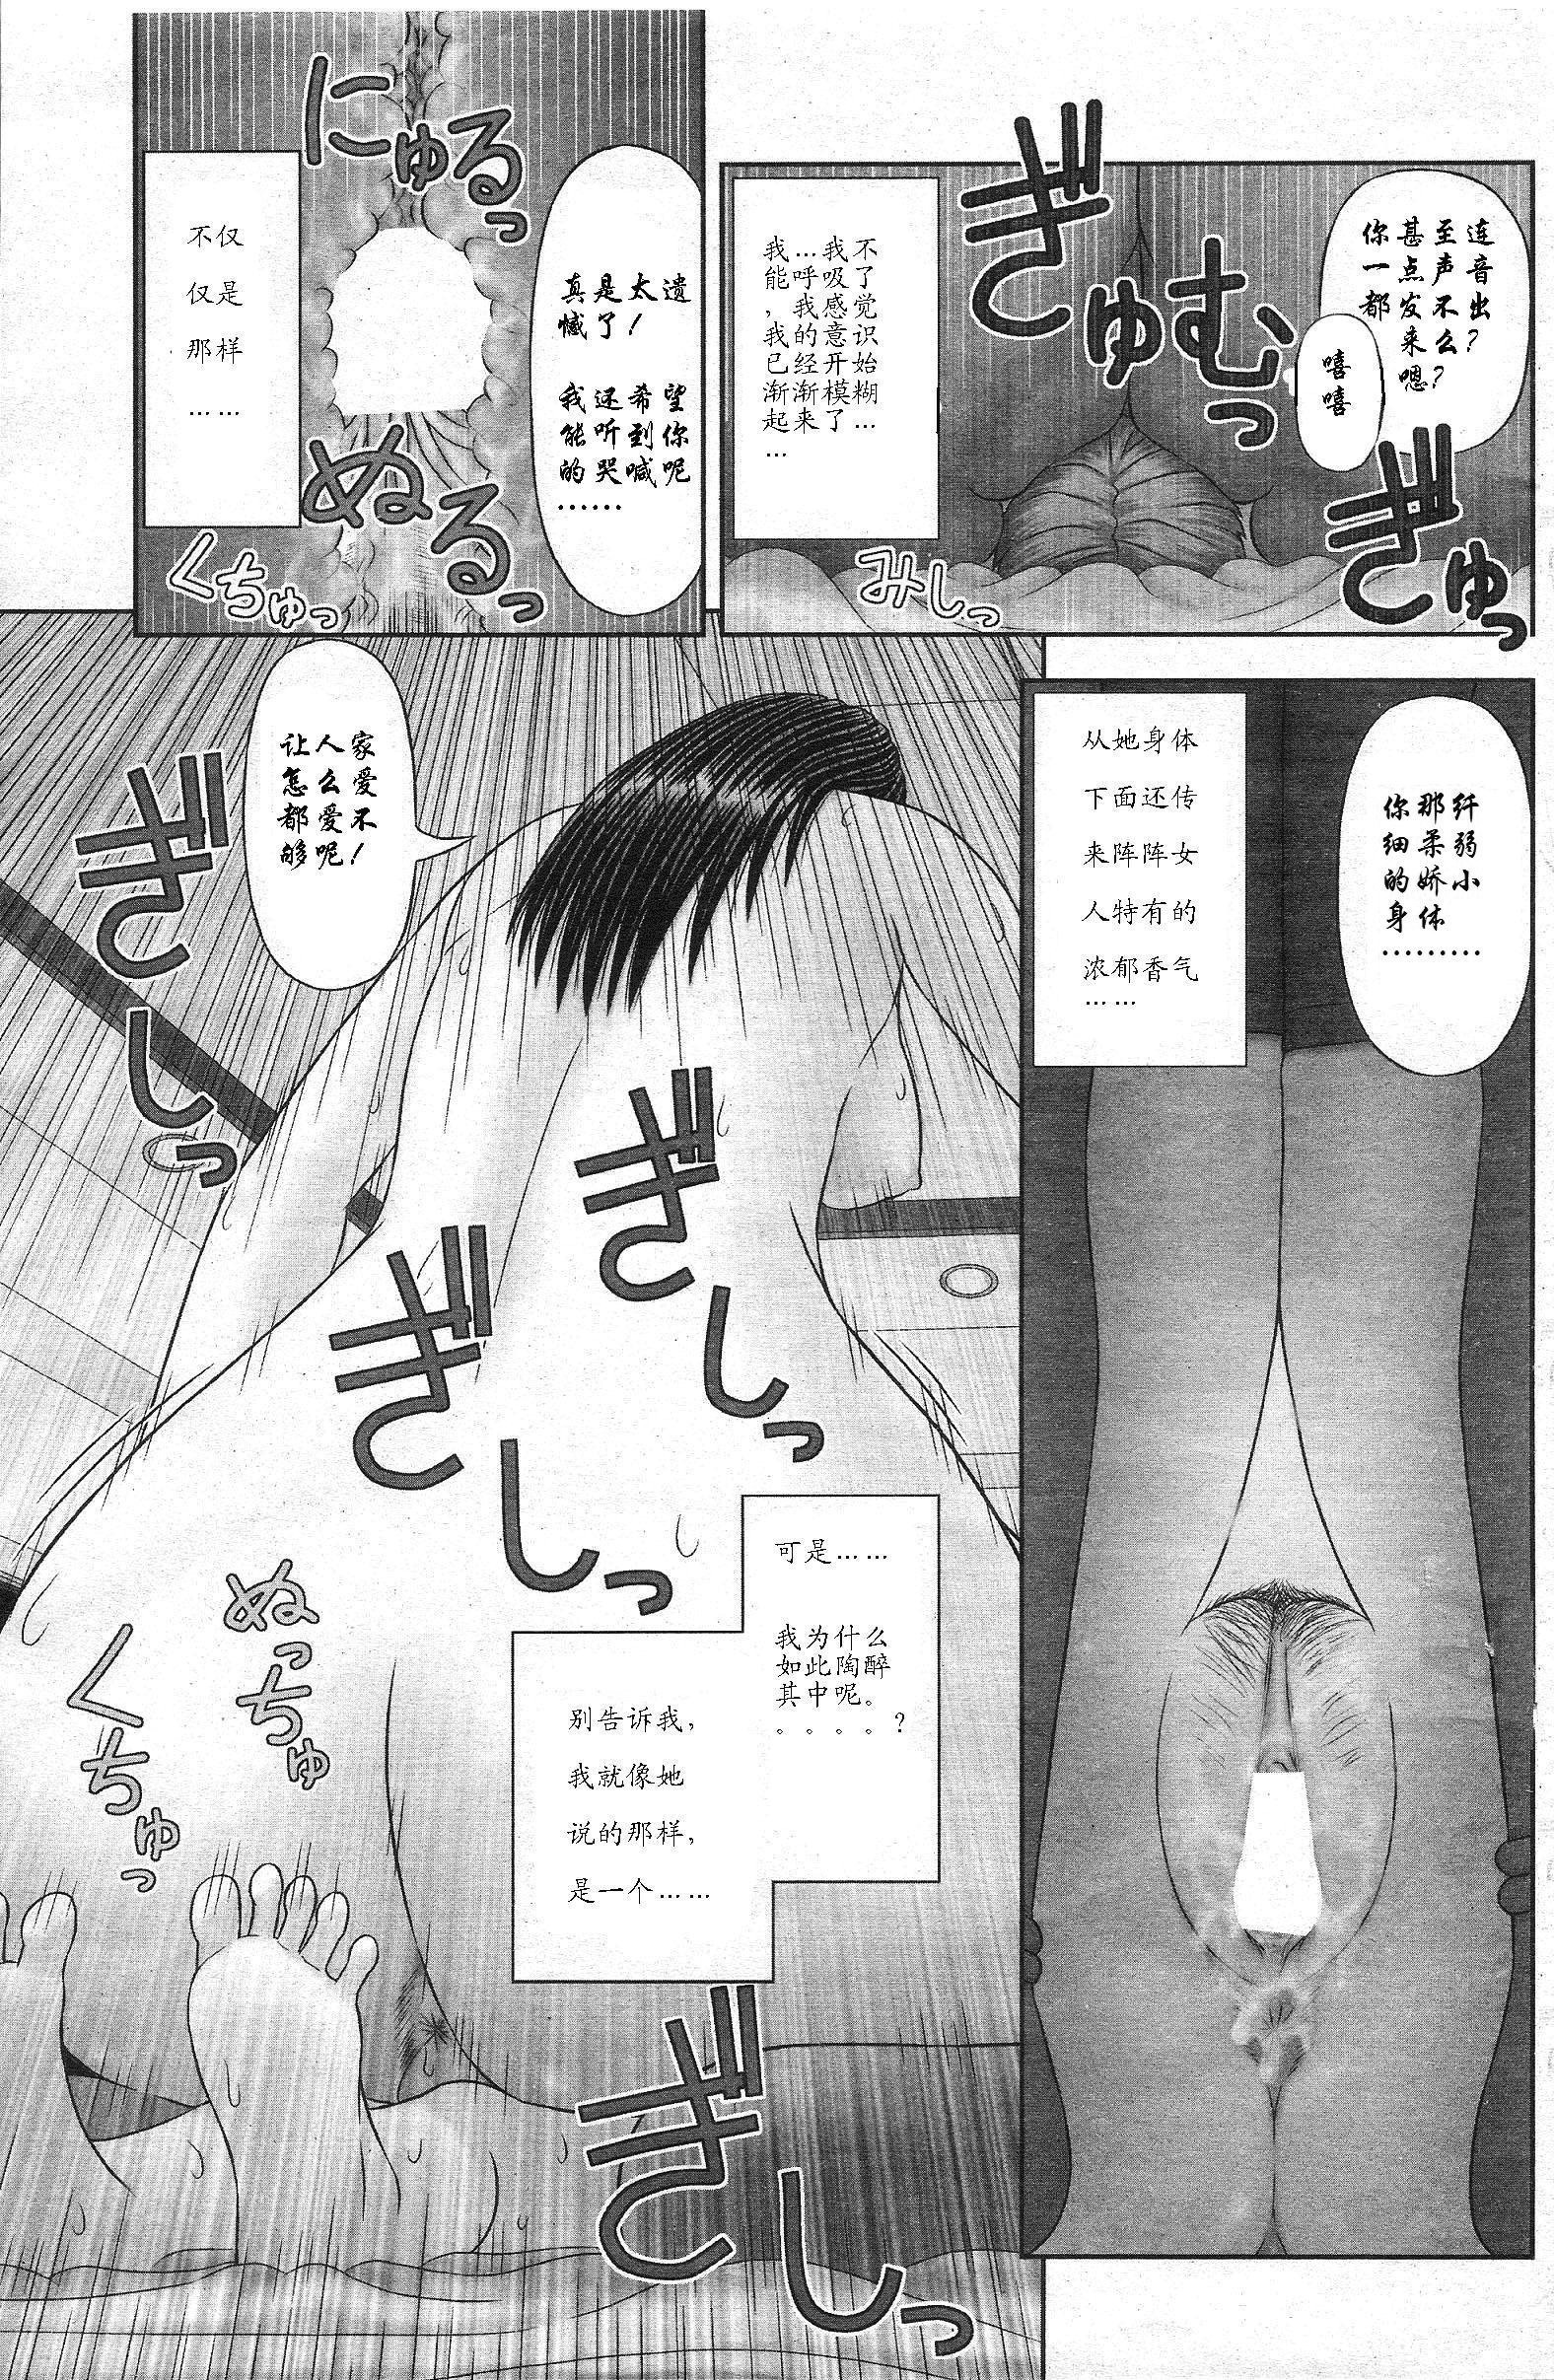 你甚至连
一点声音
都发不出
来么？
嗯？
嘻
嘻
ぎゅむっ
ぎゅっ
我…我不
能呼吸了
，我感觉
我的意识
已经开始
渐渐模糊
起来了…
…
みしっ
真是太遗
憾了！
我还希望
能听到你
的哭喊呢
……
にゅるっ
不仅
仅是
那样
……
ぬるるっ
くちゅっ
你那纤
细柔弱
的娇小
身体
………
从她身体
下面还传
来阵阵女
人特有的
浓郁香气
……
让人家
怎么爱
都爱不
够呢！
ぎしっ
ぎしっ
ぎしっ
可是……
我为什么
如此陶醉
其中呢。
。。。。？
别告诉我，
我就像她
说的那样，
是一个……
ぬっちゅ
くちゅっ
ぎしっ